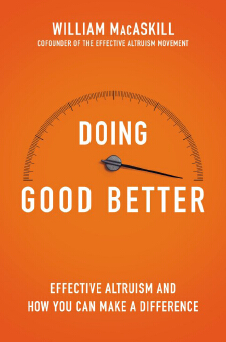 WILLIAM MacASKILL
COFOUNDER OF THE EFFECTIVE ALTRUISM MOVEMENT
DOING
GOOD BETTER
EFFECTIVE ALTRUISM AND
HOW YOU CAN MAKE A DIFFERENCE